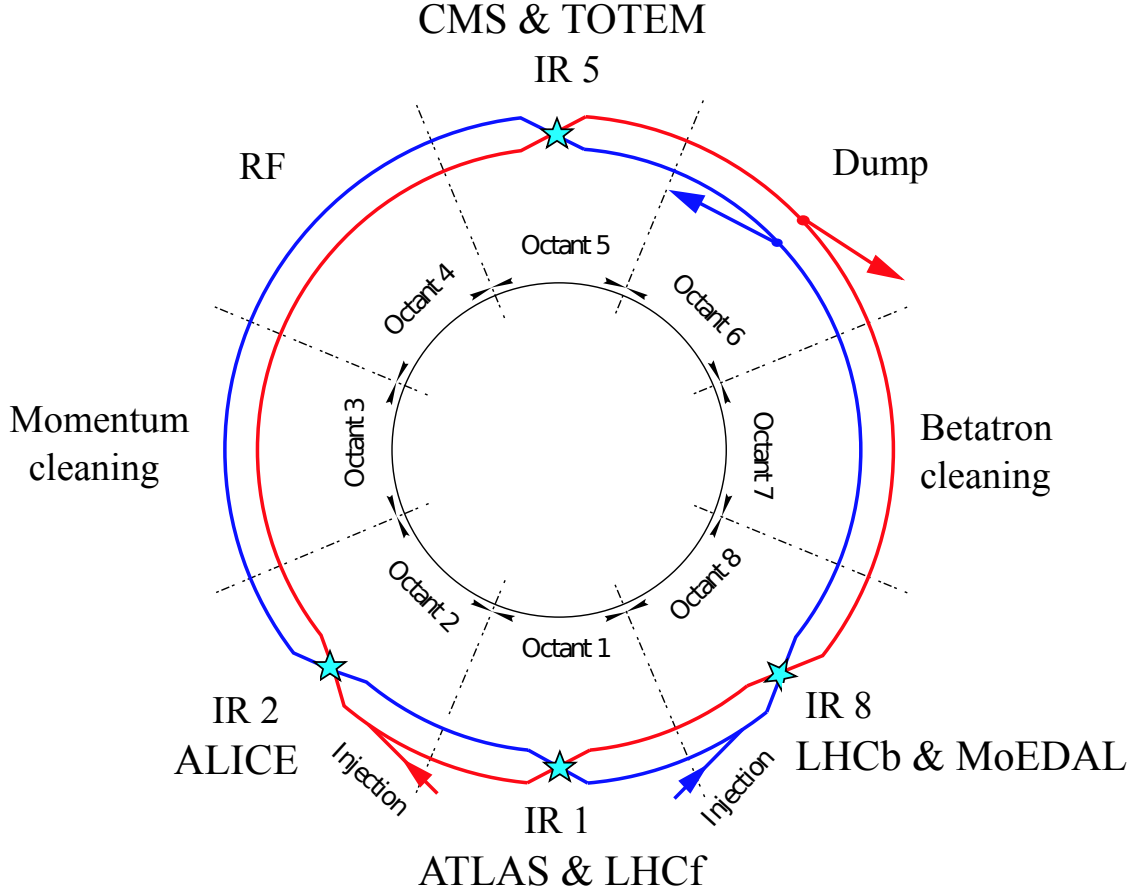 CMS & TOTEM
IR 5
RF
Dump
Octant 5
Octant 4
Octant 6
Momentum
cleaning
Octant 3
Octant 7
Betatron
cleaning
Octant 2
Octant 8
Octant 1
IR 2
ALICE
Injection
Injection
IR 8
LHCb & MoEDAL
IR 1
ATLAS & LHCf